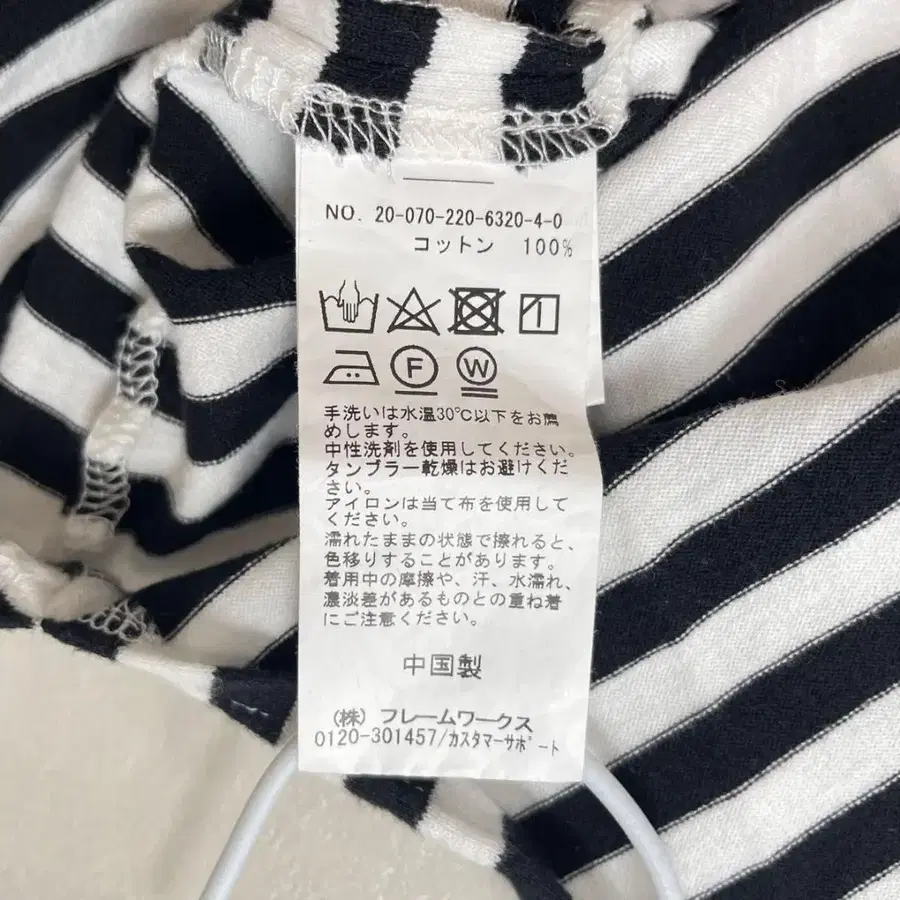 NO. 20-070-220-6320-4-0
コットン 100%
F W
手洗いは水温30℃以下をお薦
めします。
中性洗剤を使用してください。
タンブラー乾燥はお避けくだ
さい。
アイロンは当て布を使用して
ください。
濡れたままの状態で擦れると、
色移りすることがあります。
着用中の摩擦や、汗、水濡れ、
濃淡差があるものとの重ね着
にご注意ください。
中国製
(株) フレームワークス
0120-301457/カスタマーサポート